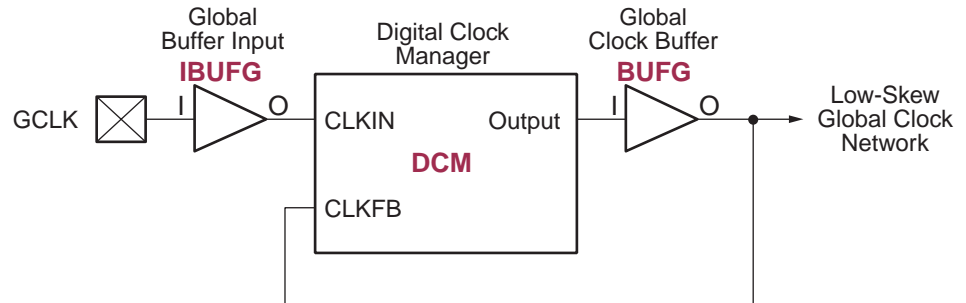 Global
Buffer Input
IBUFG
Digital Clock
Manager
Global
Clock Buffer
BUFG
GCLK
I
O
CLKIN
Output
I
O
Low-Skew
Global Clock
Network
DCM
CLKFB